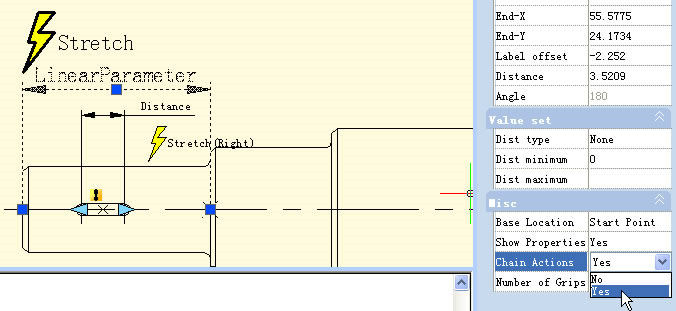 Stretch
LinearParameter
Distance
Stretch(Right)
End-X 55.5775
End-Y 24.1734
Label offset -2.252
Distance 3.5209
Angle 180
Value set
Dist type None
Dist minimum 0
Dist maximum
Misc
Base Location Start Point
Show Properties Yes
Chain Actions Yes
Number of Grips
No
Yes